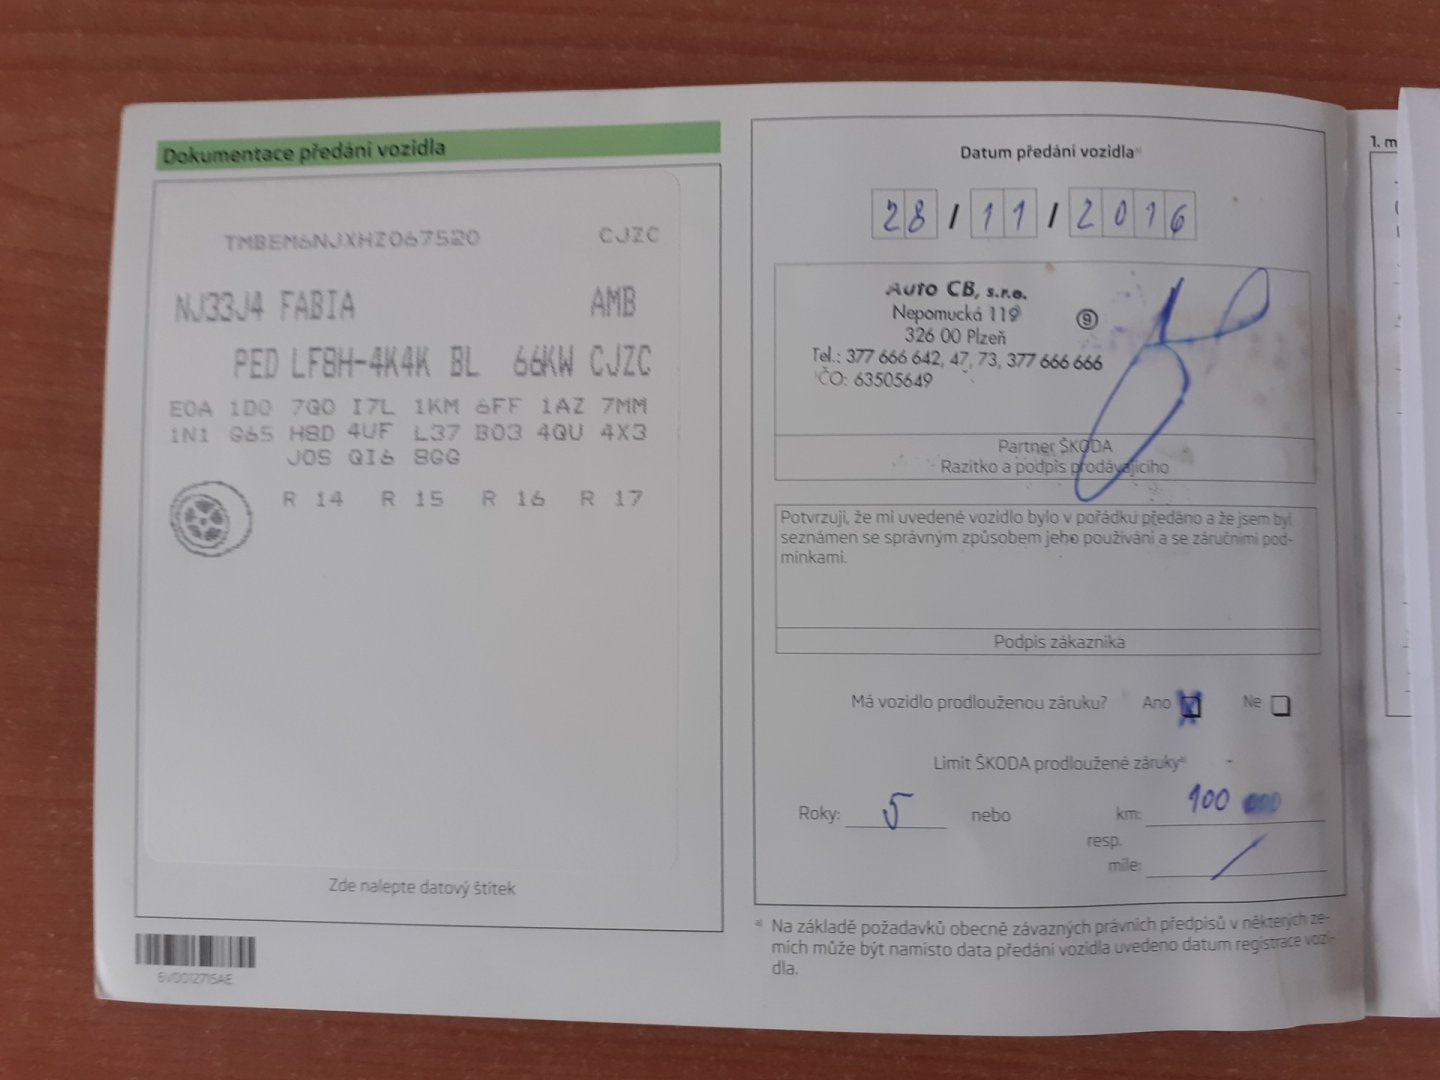 Dokumentace předání vozidla
TMBEM6NJXHZ067520 CJZC
NJ33J4 FABIA AMB
PED LF8H-4K4K BL 66KW CJZC
E0A 1D0 7G0 I7L 1KM 6FF 1AZ 7MM
1N1 G65 H8D 4UF L37 B03 4QU 4X3
J0S QI6 8GG
R 14 R 15 R 16 R 17
Zde nalepte datový štítek
6V0012715AE
Datum předání vozidla a)
28 / 11 / 2016
Auto CB, s.r.o.
Nepomucká 119 9
326 00 Plzeň
Tel.: 377 666 642, 47, 73, 377 666 666
IČO: 63505649
Partner ŠKODA
Razítko a podpis prodávajícího
Potvrzuji, že mi uvedené vozidlo bylo v pořádku předáno a že jsem byl
seznámen se správným způsobem jeho používání a se záručními pod-
mínkami.
Podpis zákazníka
Má vozidlo prodlouženou záruku? Ano Ne
Limit ŠKODA prodloužené záruky a)
Roky: 5 nebo km: 100 000
resp.
míle: /
a) Na základě požadavků obecně závazných právních předpisů v některých ze-
mích může být namísto data předání vozidla uvedeno datum registrace vozi-
dla.
1. m